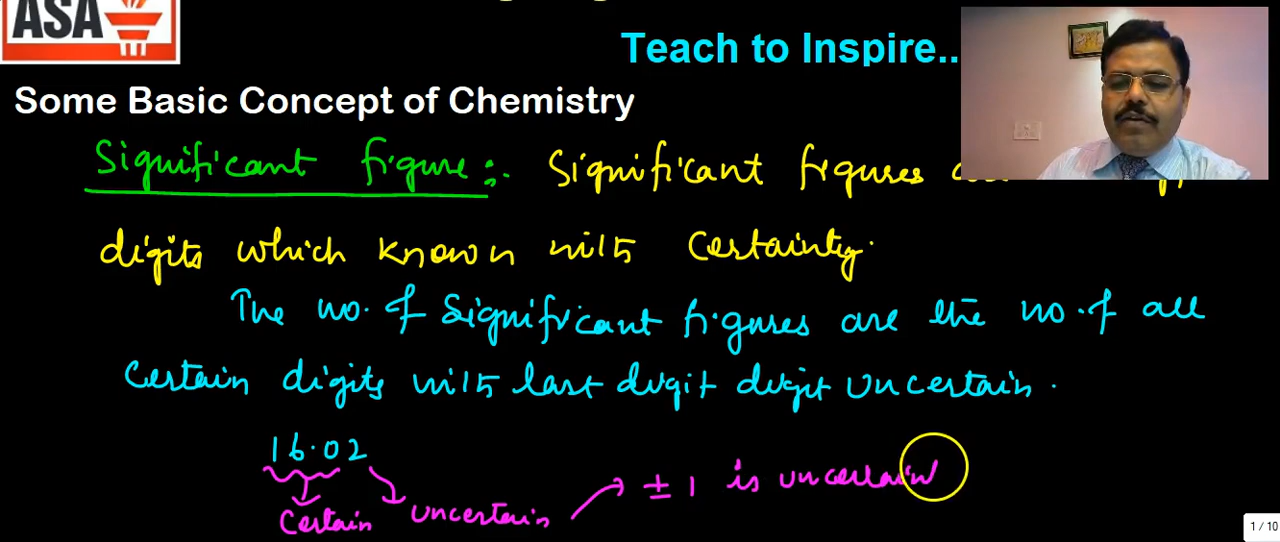 ASA
Teach to Inspire..
Some Basic Concept of Chemistry
Significant figure:- Significant figures
digits which known with certainty.
The no. of significant figures are the no. of all
certain digits with last digit digit uncertain.
16.02
± 1 is uncertain
certain uncertain
1 / 10